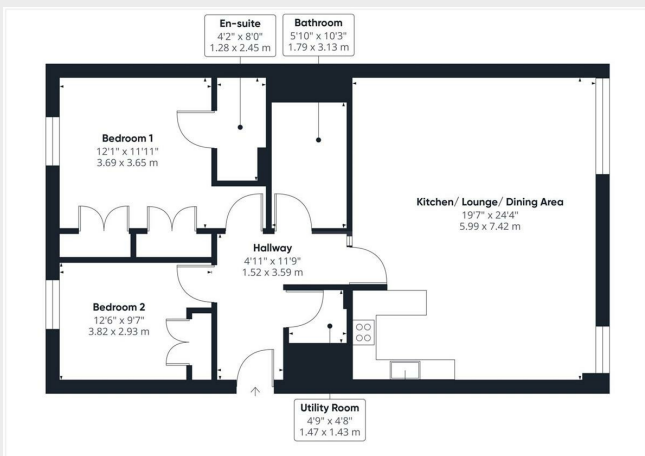 En-suite
4'2" x 8'0"
1.28 x 2.45 m
Bathroom
5'10" x 10'3"
1.79 x 3.13 m
Bedroom 1
12'1" x 11'11"
3.69 x 3.65 m
Kitchen/ Lounge/ Dining Area
19'7" x 24'4"
5.99 x 7.42 m
Hallway
4'11" x 11'9"
1.52 x 3.59 m
Bedroom 2
12'6" x 9'7"
3.82 x 2.93 m
Utility Room
4'9" x 4'8"
1.47 x 1.43 m